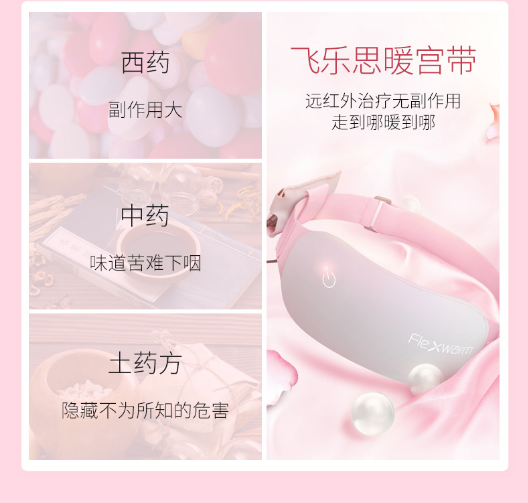 西药
副作用大
中药
味道苦难下咽
土药方
隐藏不为所知的危害
飞乐思暖宫带
远红外治疗无副作用
走到哪暖到哪
Flexwarm